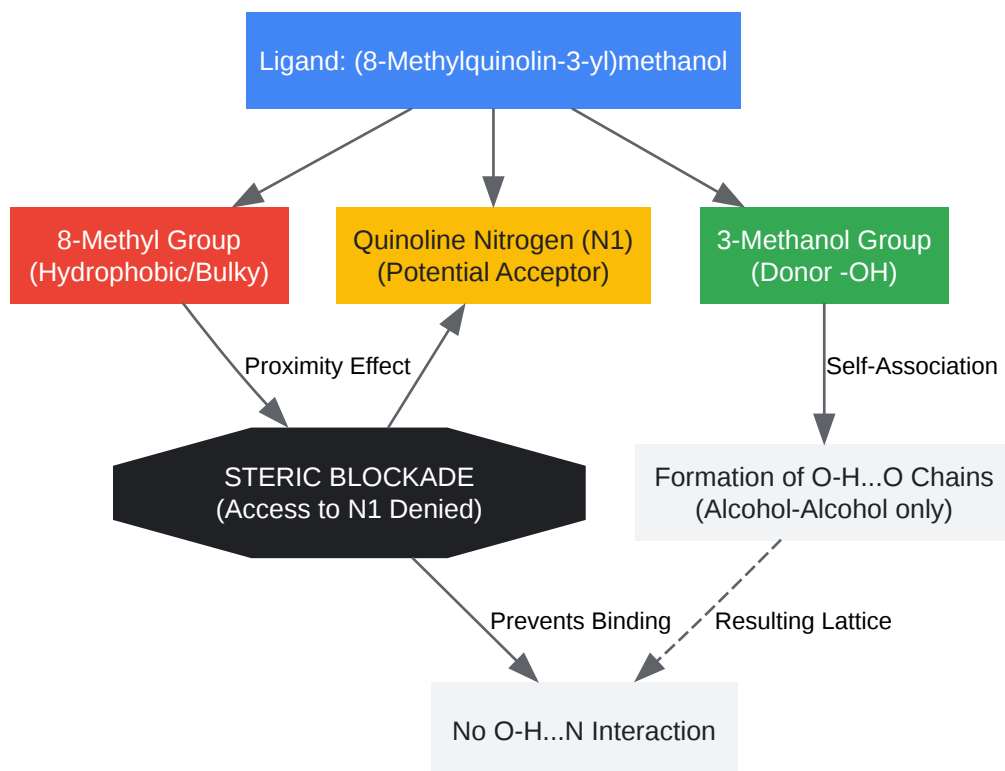 Ligand: (8-Methylquinolin-3-yl)methanol
8-Methyl Group
(Hydrophobic/Bulky)
Quinoline Nitrogen (N1)
(Potential Acceptor)
3-Methanol Group
(Donor -OH)
Proximity Effect
Self-Association
STERIC BLOCKADE
(Access to N1 Denied)
Formation of O-H...O Chains
(Alcohol-Alcohol only)
Prevents Binding
Resulting Lattice
No O-H...N Interaction